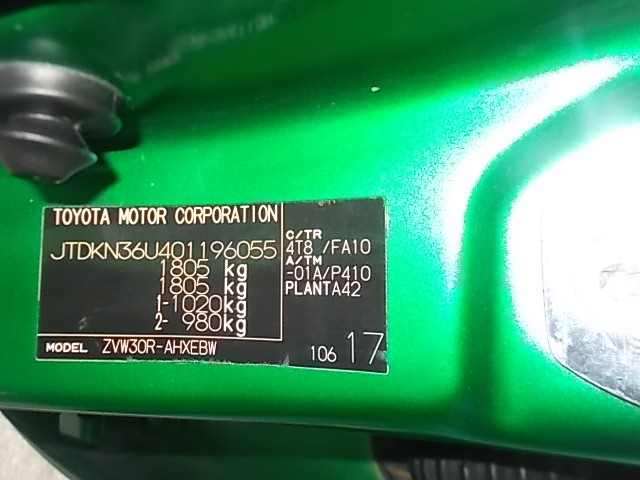 TOYOTA MOTOR CORPORATION
JTDKN36U401196055
1805 kg
1805 kg
1-1020kg
2- 980kg
C/TR
4T8 /FA10
A/TM
-01A/P410
PLANTA42
MODEL ZVW30R-AHXEBW
106 17